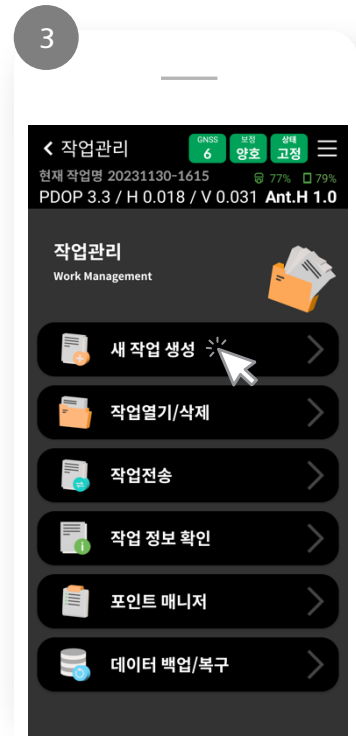 3
작업관리
GNSS
6
보정
양호
상태
고정
현재 작업명 20231130-1615 77% 79%
PDOP 3.3 / H 0.018 / V 0.031 Ant.H 1.0
작업관리
Work Management
새 작업 생성
작업열기/삭제
작업전송
작업 정보 확인
포인트 매니저
데이터 백업/복구